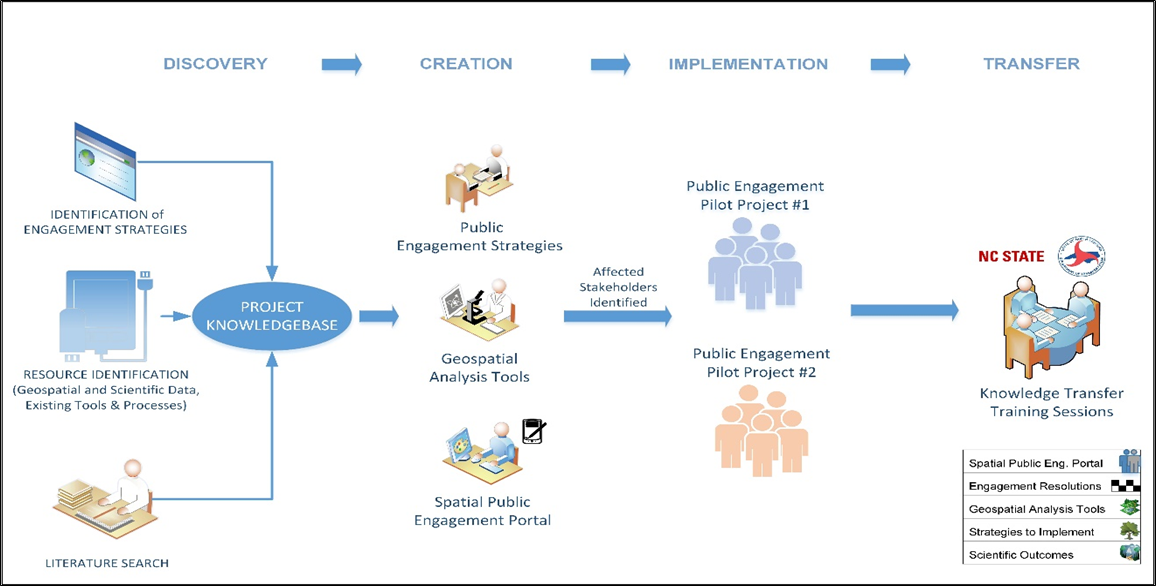 DISCOVERY
CREATION
IMPLEMENTATION
TRANSFER
IDENTIFICATION of
ENGAGEMENT STRATEGIES
RESOURCE IDENTIFICATION
(Geospatial and Scientific Data,
Existing Tools & Processes)
LITERATURE SEARCH
PROJECT
KNOWLEDGEBASE
Public
Engagement Strategies
Geospatial
Analysis Tools
Spatial Public
Engagement Portal
Affected
Stakeholders
Identified
Public Engagement
Pilot Project #1
Public Engagement
Pilot Project #2
NC STATE
Knowledge Transfer
Training Sessions
Spatial Public Eng. Portal
Engagement Resolutions
Geospatial Analysis Tools
Strategies to Implement
Scientific Outcomes